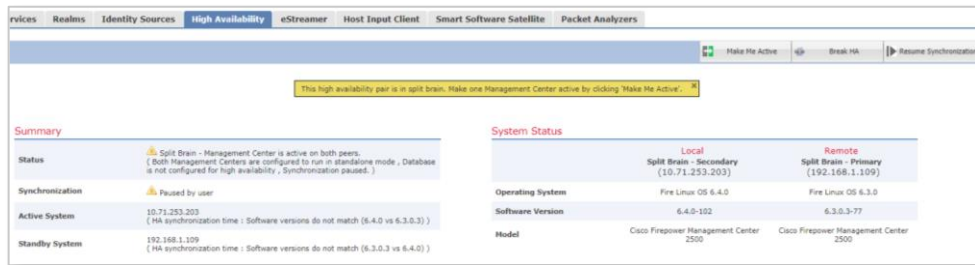 rvices Realms Identity Sources High Availability eStreamer Host Input Client Smart Software Satellite Packet Analyzers
Make Me Active Break HA Resume Synchronization
This high availability pair is in split brain. Make one Management Center active by clicking 'Make Me Active'. x
Summary
Status
Split Brain - Management Center is active on both peers.
( Both Management Centers are configured to run in standalone mode , Database
is not configured for high availability , Synchronization paused. )
Synchronization
Paused by user
Active System
10.71.253.203
( HA synchronization time : Software versions do not match (6.4.0 vs 6.3.0.3) )
Standby System
192.168.1.109
( HA synchronization time : Software versions do not match (6.3.0.3 vs 6.4.0) )
System Status
Local Remote
Split Brain - Secondary Split Brain - Primary
(10.71.253.203) (192.168.1.109)
Operating System Fire Linux OS 6.4.0 Fire Linux OS 6.3.0
Software Version 6.4.0-102 6.3.0.3-77
Model
Cisco Firepower Management Center Cisco Firepower Management Center
2500 2500